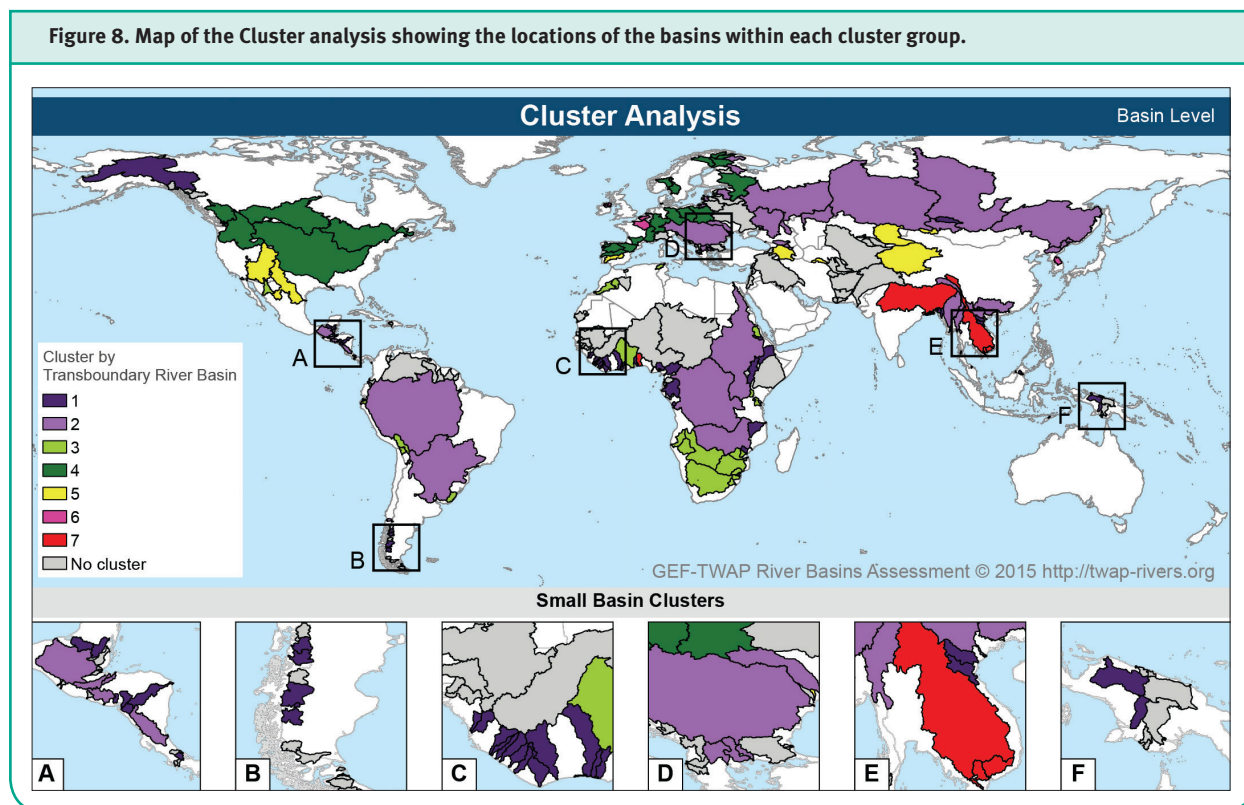 Figure 8. Map of the Cluster analysis showing the locations of the basins within each cluster group.
Cluster Analysis
Basin Level
A
B
C
D
E
F
Cluster by
Transboundary River Basin
1
2
3
4
5
6
7
No cluster
GEF-TWAP River Basins Assessment © 2015 http://twap-rivers.org
Small Basin Clusters
A
B
C
D
E
F